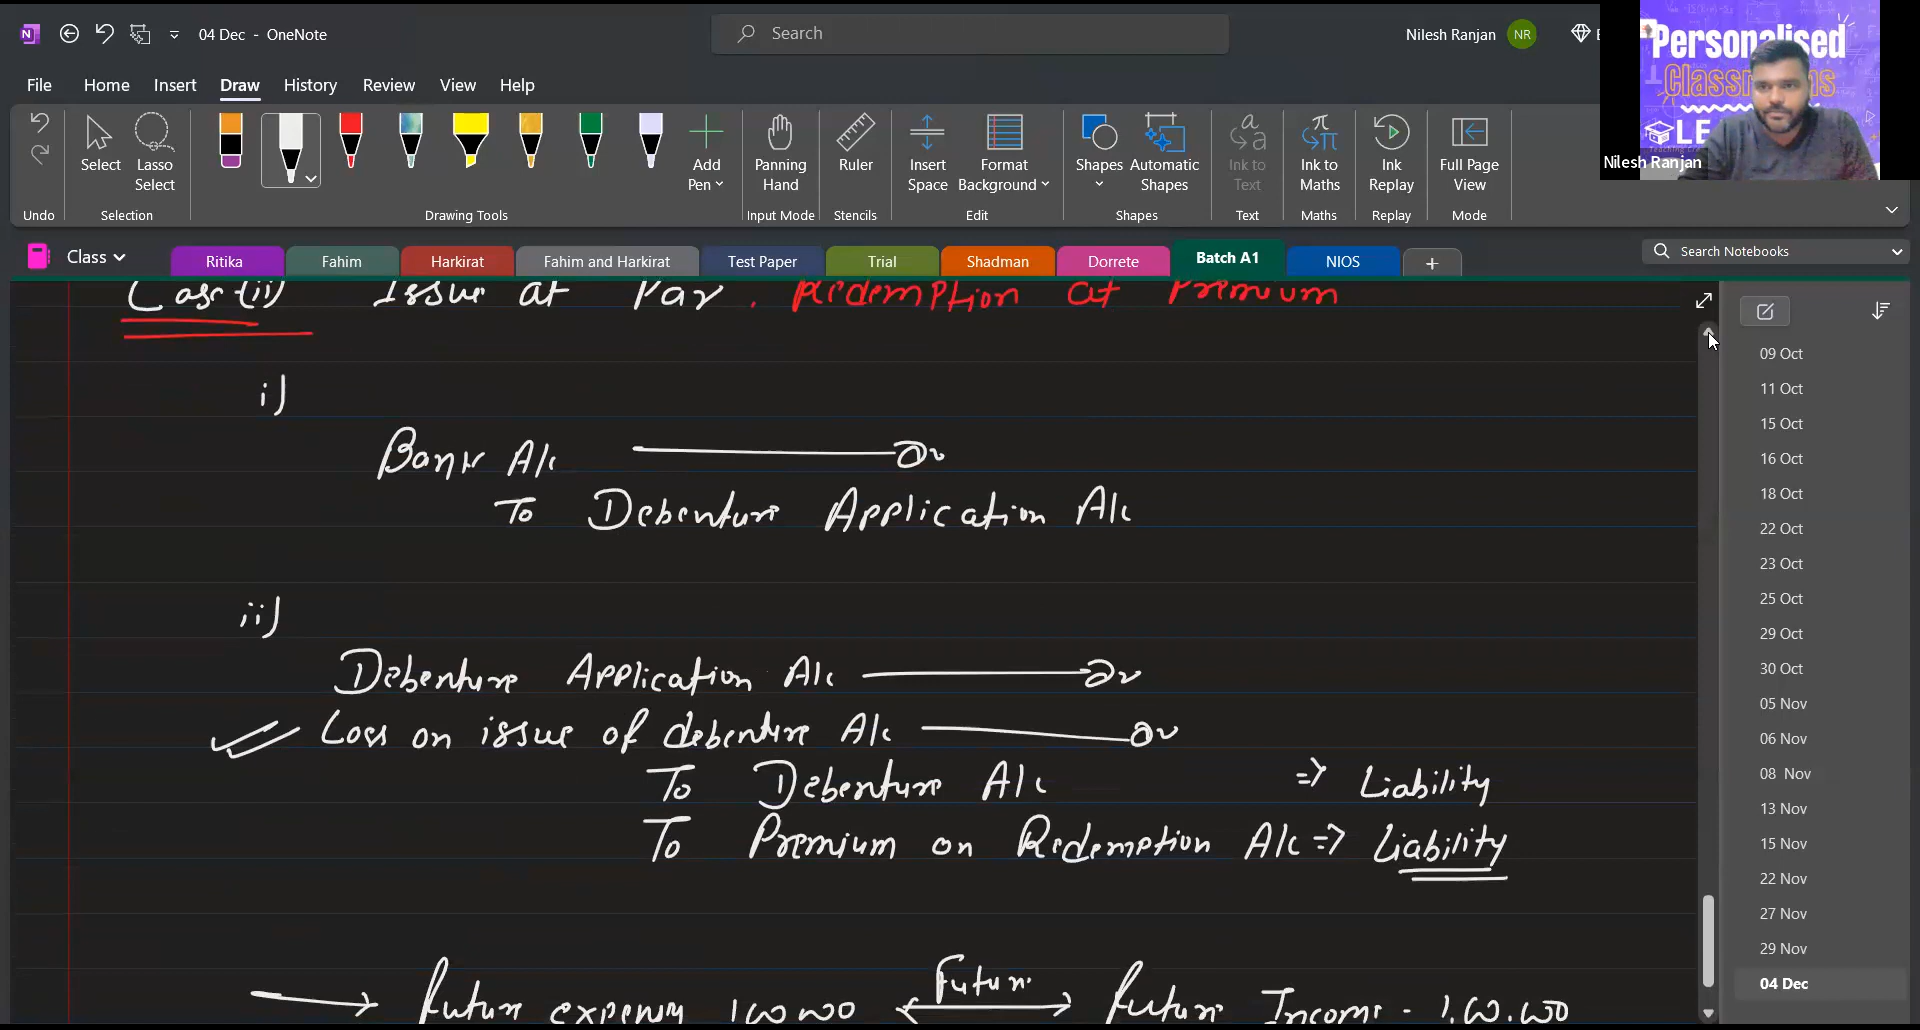 04 Dec - OneNote
Search
Nilesh Ranjan NR
Personalised
Classrooms
LE
Nilesh Ranjan
File Home Insert Draw History Review View Help
Select Lasso Select Add Pen Panning Hand Ruler Insert Space Format Background Shapes Automatic Shapes Ink to Text Ink to Maths Ink Replay Full Page View
Undo Selection Drawing Tools Input Mode Stencils Edit Shapes Text Maths Replay Mode
Class Ritika Fahim Harkirat Fahim and Harkirat Test Paper Trial Shadman Dorrete Batch A1 NIOS + Search Notebooks
Case (ii) Issue at Par. Redemption at Premium
i)
Bank A/c Dr
To Debenture Application A/c
ii)
Debenture Application A/c Dr
Loss on issue of debenture A/c Dr
To Debenture A/c => Liability
To Premium on Redemption A/c => Liability
Future
Future expenses 100000 Future Income - 1,00,000
09 Oct
11 Oct
15 Oct
16 Oct
18 Oct
22 Oct
23 Oct
25 Oct
29 Oct
30 Oct
05 Nov
06 Nov
08 Nov
13 Nov
15 Nov
22 Nov
27 Nov
29 Nov
04 Dec